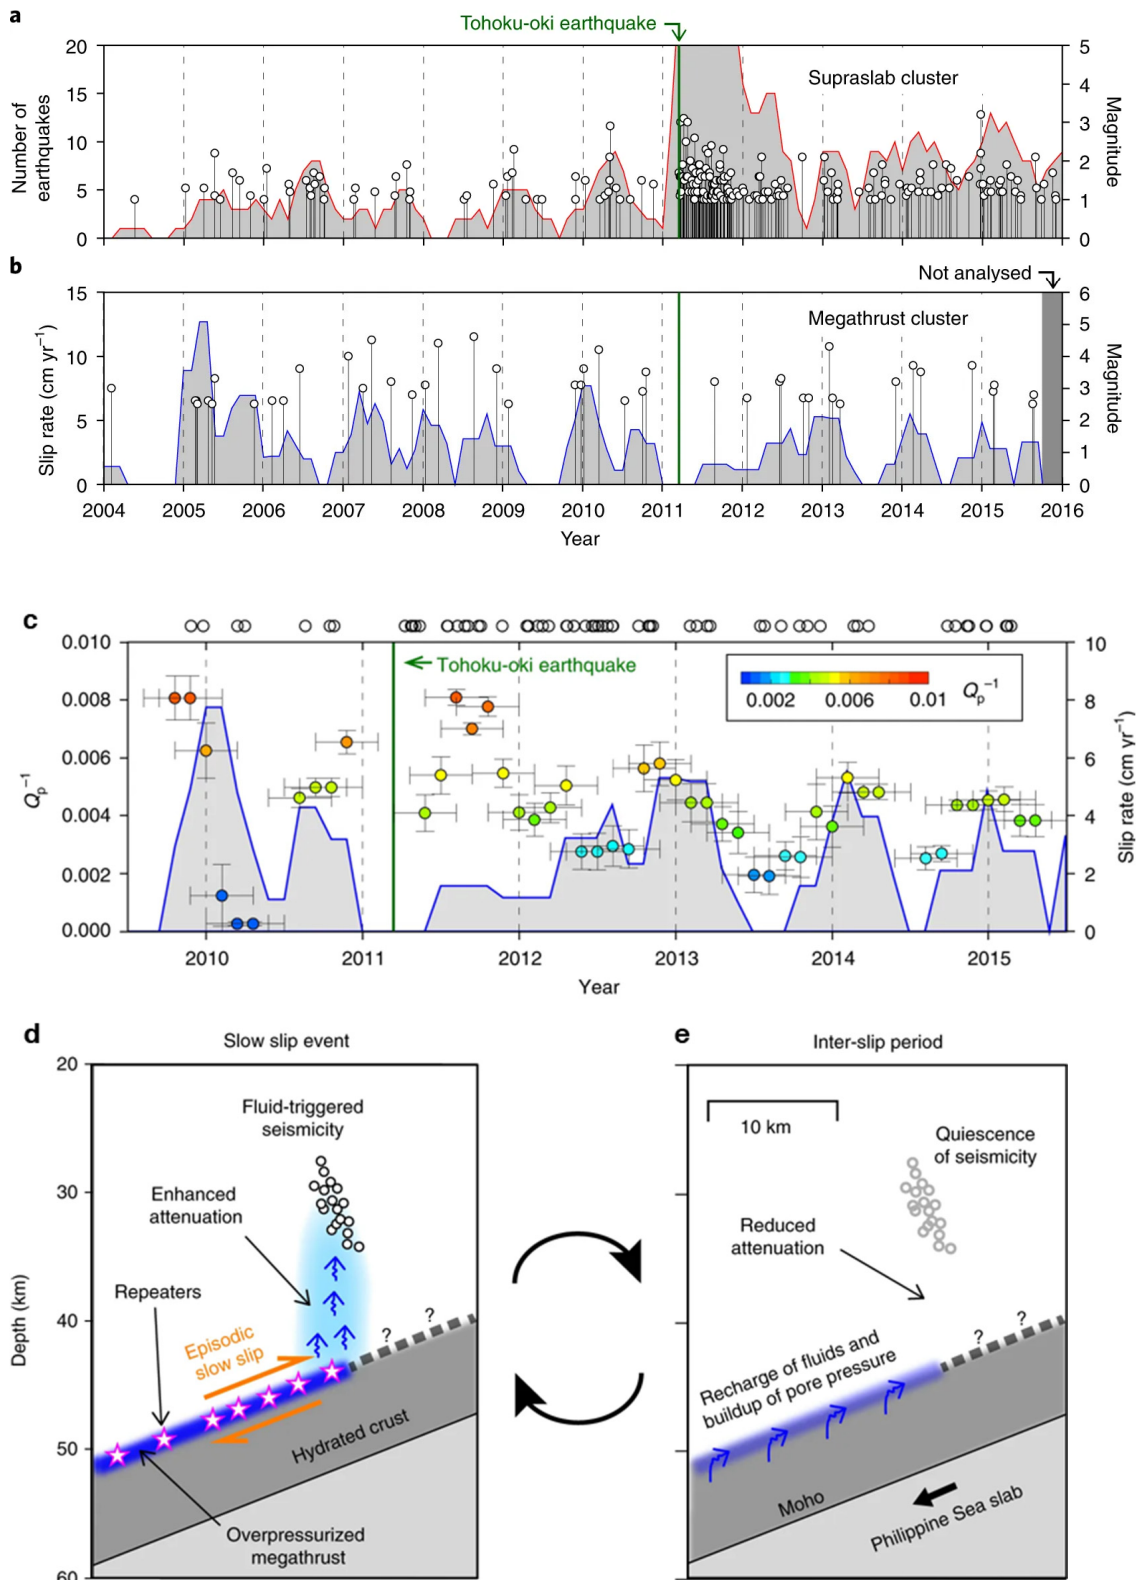 a
Tohoku-oki earthquake
20
15
10
5
0
Number of
earthquakes
Supraslab cluster
5
4
3
2
1
0
Magnitude
b
Not analysed
15
10
5
0
Slip rate (cm yr⁻¹)
Megathrust cluster
6
5
4
3
2
1
0
Magnitude
2004 2005 2006 2007 2008 2009 2010 2011 2012 2013 2014 2015 2016
Year
c
0.010
0.008
0.006
0.004
0.002
0.000
Qp⁻¹
Tohoku-oki earthquake
0.002 0.006 0.01 Qp⁻¹
10
8
6
4
2
0
Slip rate (cm yr⁻¹)
2010 2011 2012 2013 2014 2015
Year
d
Slow slip event
20
30
40
50
60
Depth (km)
Fluid-triggered
seismicity
Enhanced
attenuation
Repeaters
Episodic
slow slip
? ?
Hydrated crust
Overpressurized
megathrust
e
Inter-slip period
10 km
Quiescence
of seismicity
Reduced
attenuation
Recharge of fluids and
buildup of pore pressure
? ?
Moho
Philippine Sea slab